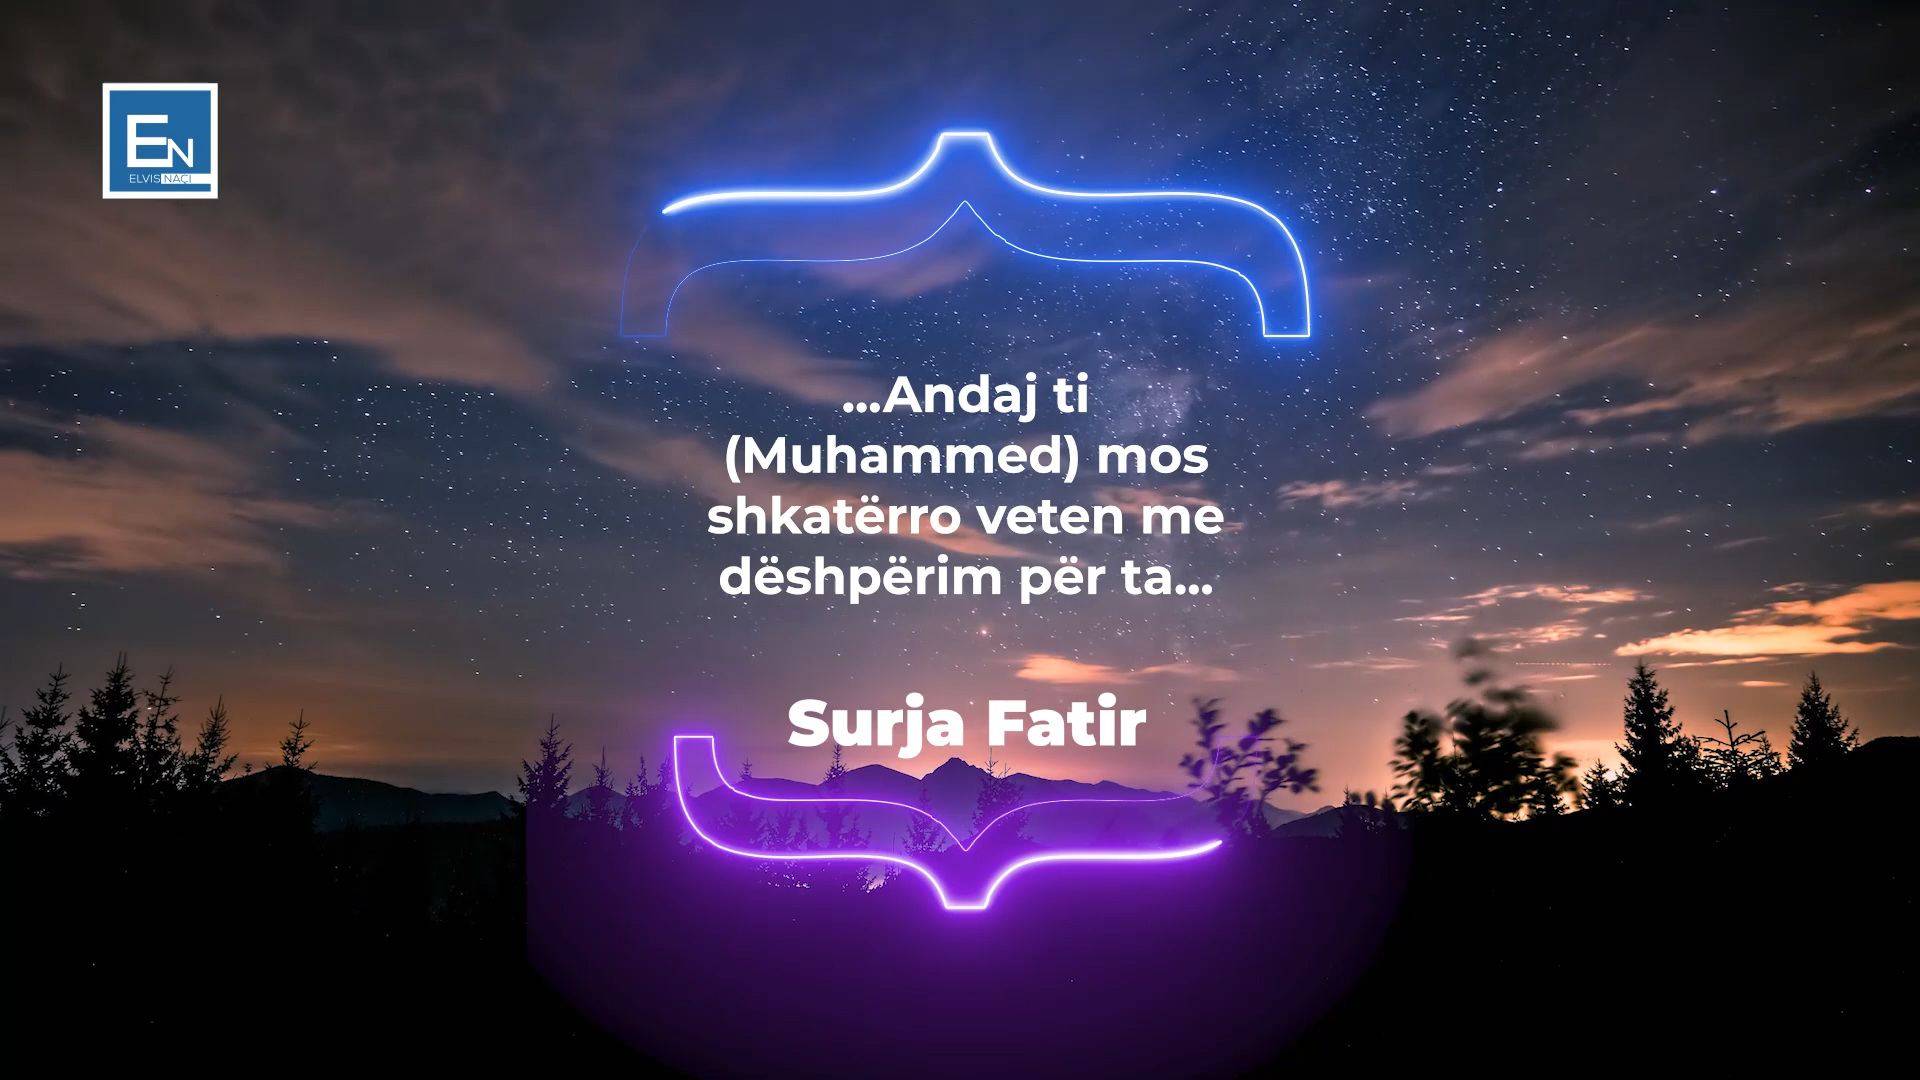 EN
ELVIS NAÇI
...Andaj ti
(Muhammed) mos
shkatërro veten me
dëshpërim për ta...
Surja Fatir